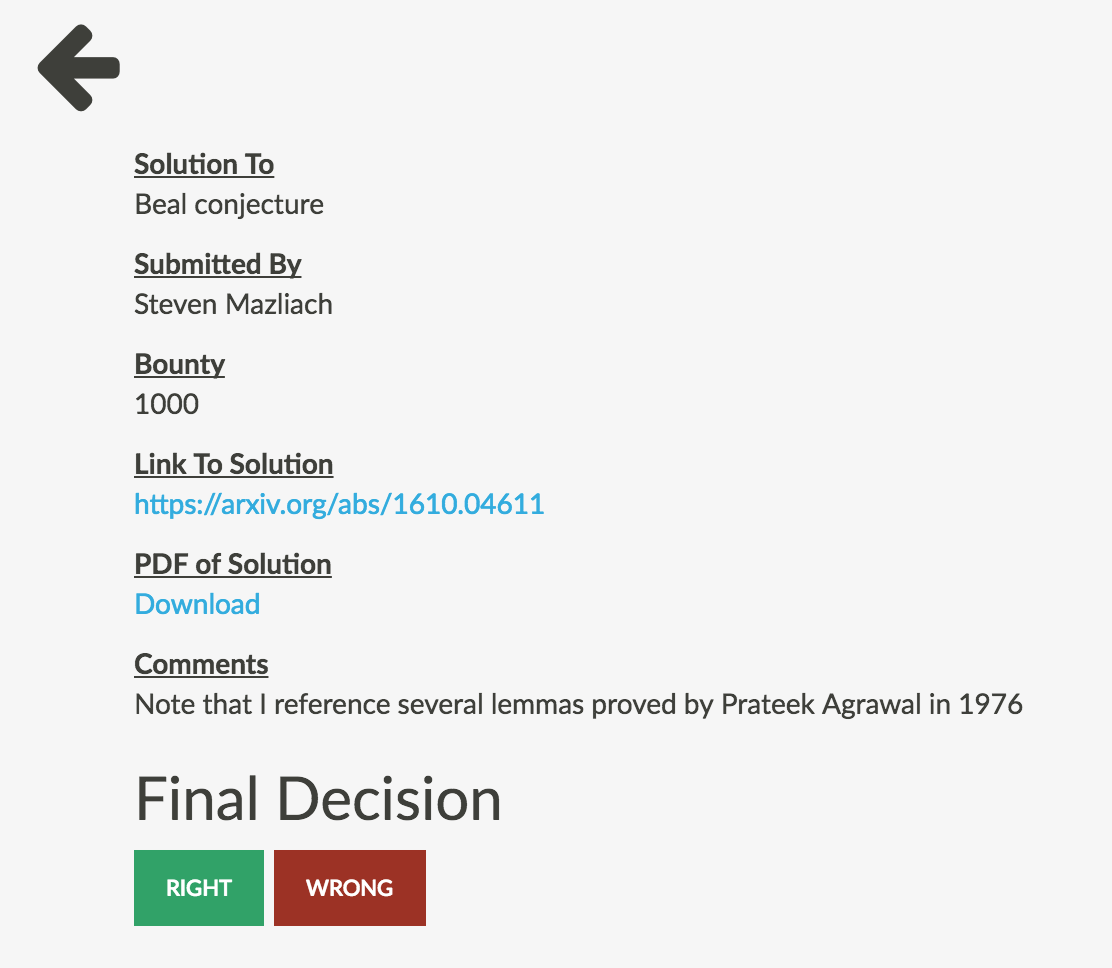 Solution To
Beal conjecture
Submitted By
Steven Mazliach
Bounty
1000
Link To Solution
https://arxiv.org/abs/1610.04611
PDF of Solution
Download
Comments
Note that I reference several lemmas proved by Prateek Agrawal in 1976
Final Decision
RIGHT WRONG